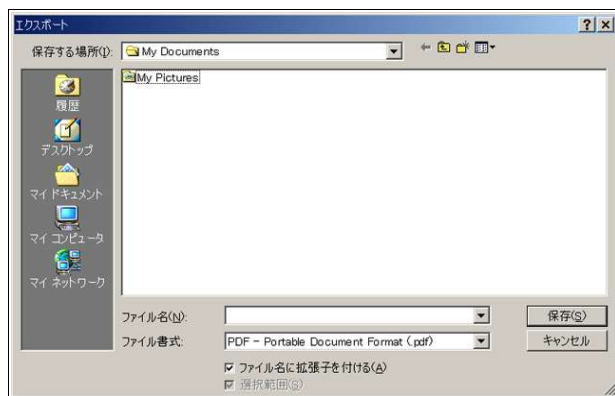 エクスポート
保存する場所(I): My Documents
My Pictures
履歴
デスクトップ
マイ ドキュメント
マイ コンピュータ
マイ ネットワーク
ファイル名(N): 保存(S)
ファイル書式: PDF - Portable Document Format (.pdf) キャンセル
ファイル名に拡張子を付ける(A)
選択範囲(S)